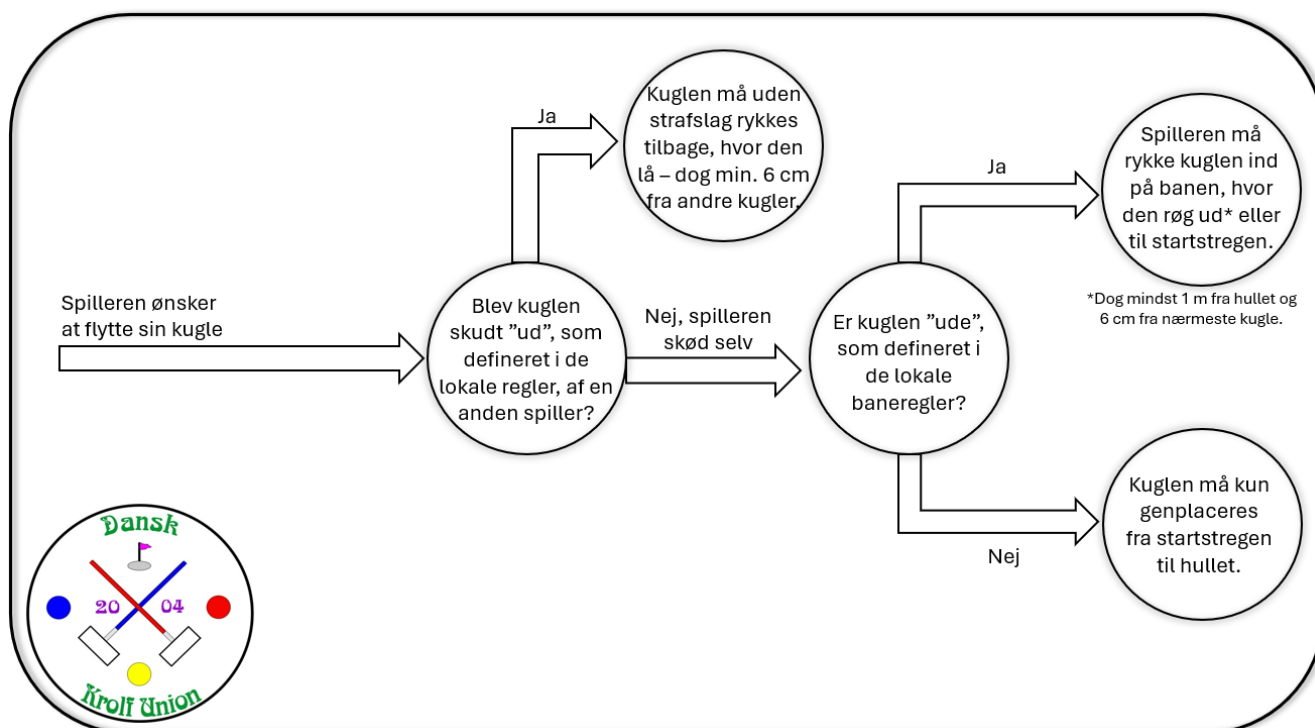 Spilleren ønsker
at flytte sin kugle
Blev kuglen
skudt ”ud”, som
defineret i de
lokale regler, af en
anden spiller?
Ja
Kuglen må uden
strafslag rykkes
tilbage, hvor den
lå – dog min. 6 cm
fra andre kugler.
Nej, spilleren
skød selv
Er kuglen ”ude”,
som defineret i
de lokale
baneregler?
Ja
Spilleren må
rykke kuglen ind
på banen, hvor
den røg ud* eller
til startstregen.
*Dog mindst 1 m fra hullet og
6 cm fra nærmeste kugle.
Nej
Kuglen må kun
genplaceres
fra startstregen
til hullet.
Dansk
20 04
Krolf Union